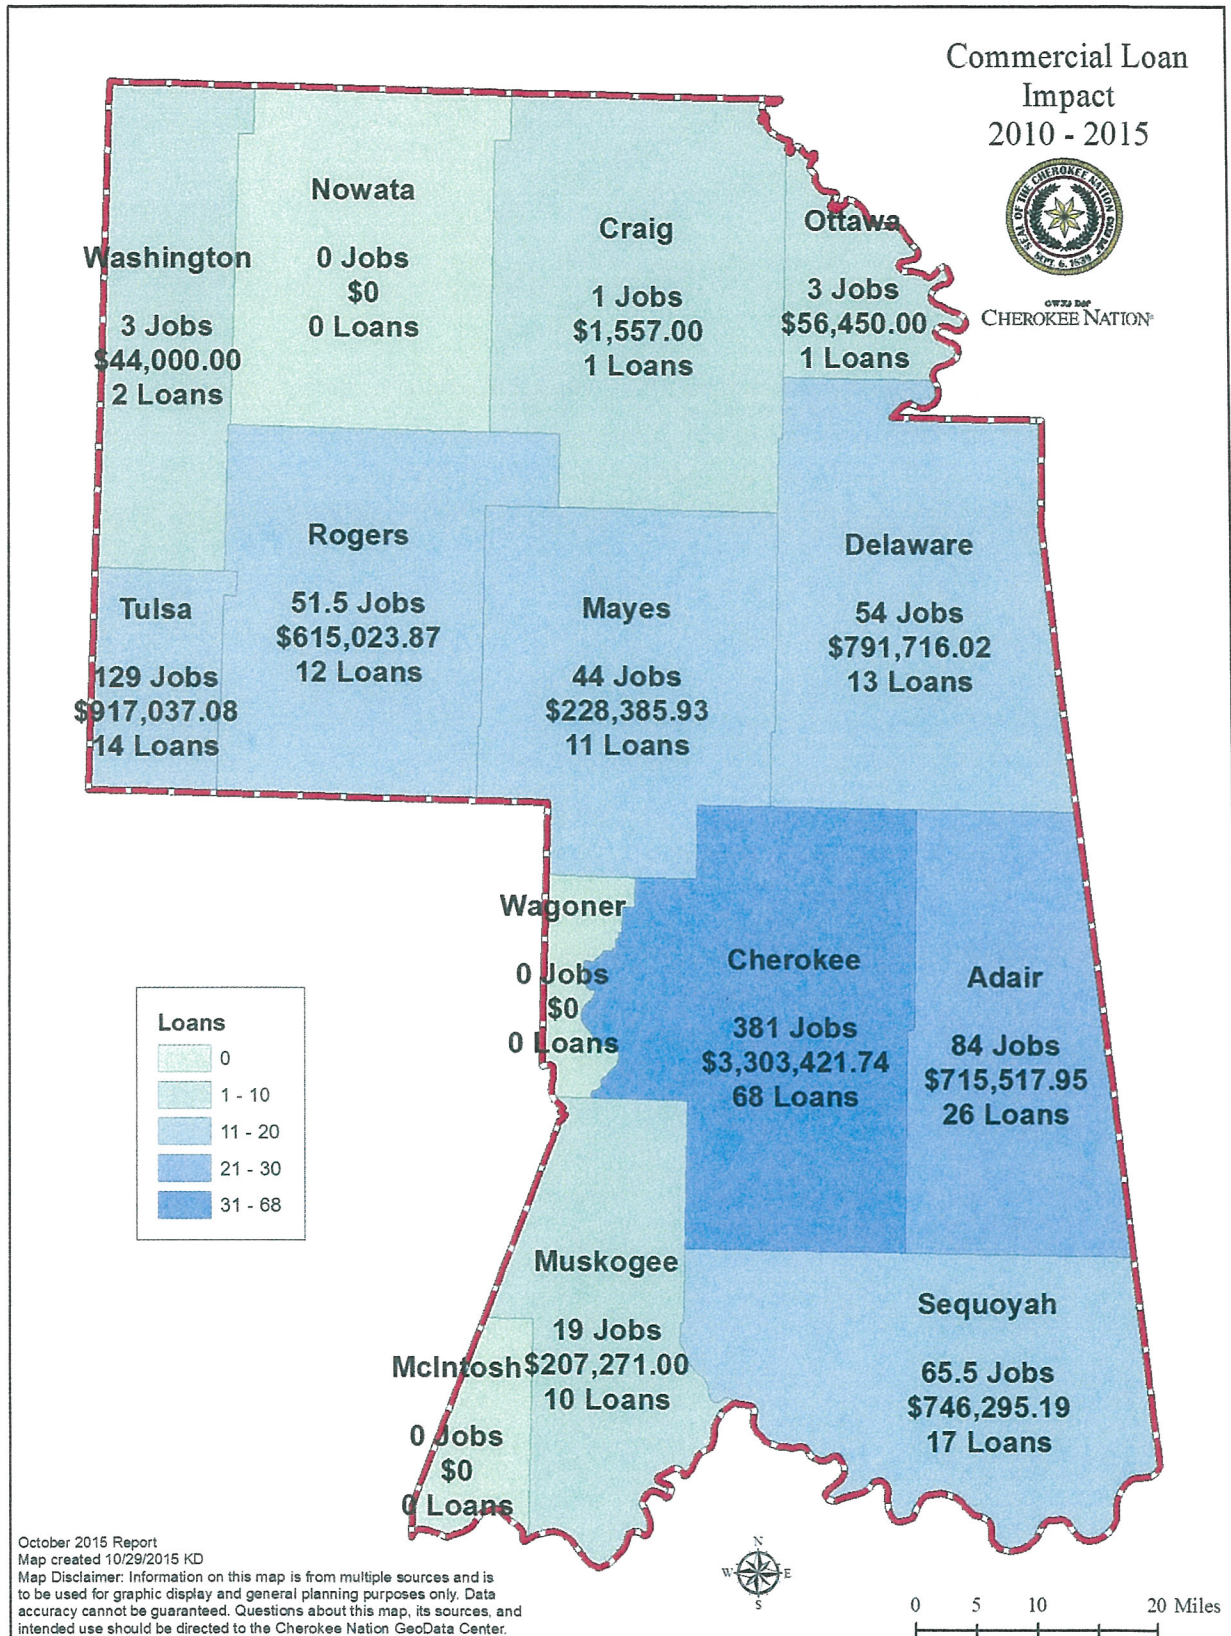 Commercial Loan
Impact
2010 - 2015
SEAL OF THE CHEROKEE NATION
SEPT. 6, 1839
CHEROKEE NATION
Nowata
0 Jobs
$0
0 Loans
Craig
1 Jobs
$1,557.00
1 Loans
Ottawa
3 Jobs
$56,450.00
1 Loans
Washington
3 Jobs
$44,000.00
2 Loans
Rogers
51.5 Jobs
$615,023.87
12 Loans
Delaware
54 Jobs
$791,716.02
13 Loans
Tulsa
129 Jobs
$917,037.08
14 Loans
Mayes
44 Jobs
$228,385.93
11 Loans
Wagoner
0 Jobs
$0
0 Loans
Cherokee
381 Jobs
$3,303,421.74
68 Loans
Adair
84 Jobs
$715,517.95
26 Loans
Loans
0
1 - 10
11 - 20
21 - 30
31 - 68
Muskogee
19 Jobs
$207,271.00
10 Loans
McIntosh
0 Jobs
$0
0 Loans
Sequoyah
65.5 Jobs
$746,295.19
17 Loans
October 2015 Report
Map created 10/29/2015 KD
Map Disclaimer: Information on this map is from multiple sources and is
to be used for graphic display and general planning purposes only. Data
accuracy cannot be guaranteed. Questions about this map, its sources, and
intended use should be directed to the Cherokee Nation GeoData Center.
N
W E
S
0 5 10 20 Miles